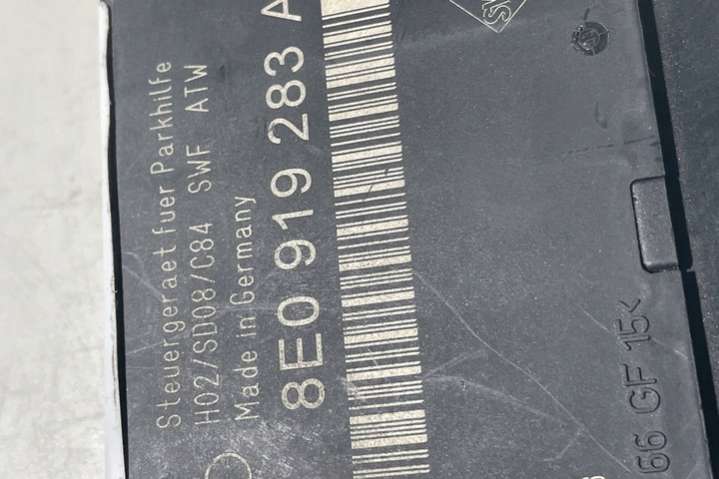 Steuergeraet fuer Parkhilfe
H02/SD08/C84 SWF ATW
Made in Germany
8E0 919 283 A
66 GF 15<